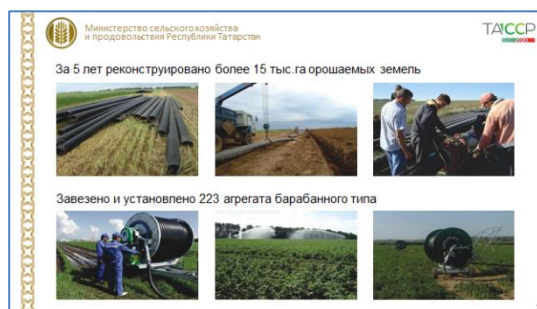 Министерство сельского хозяйства
и продовольствия Республики Татарстан
ТАССР
За 5 лет реконструировано более 15 тыс.га орошаемых земель
Завезено и установлено 223 агрегата барабанного типа